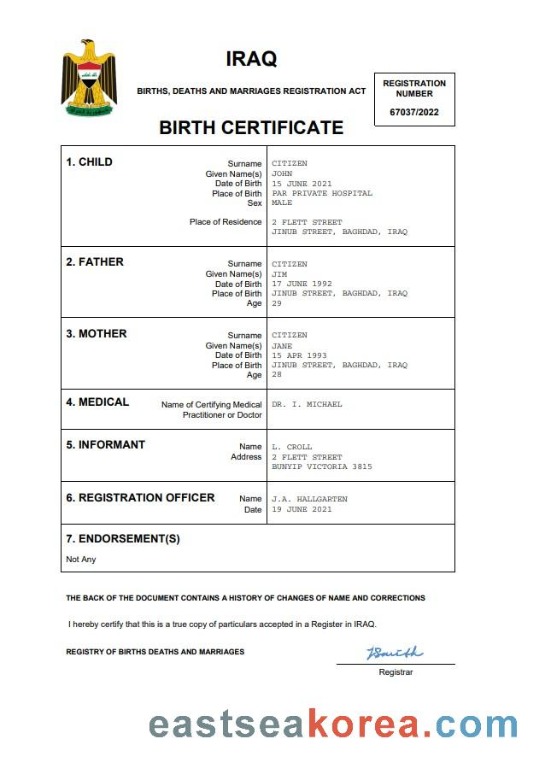 IRAQ
BIRTHS, DEATHS AND MARRIAGES REGISTRATION ACT
REGISTRATION
NUMBER
67037/2022
BIRTH CERTIFICATE
1. CHILD
Surname CITIZEN
Given Name(s) JOHN
Date of Birth 15 JUNE 2021
Place of Birth PAR PRIVATE HOSPITAL
Sex MALE
Place of Residence 2 FLETT STREET
JINUB STREET, BAGHDAD, IRAQ
2. FATHER
Surname CITIZEN
Given Name(s) JIM
Date of Birth 17 JUNE 1992
Place of Birth JINUB STREET, BAGHDAD, IRAQ
Age 29
3. MOTHER
Surname CITIZEN
Given Name(s) JANE
Date of Birth 15 APR 1993
Place of Birth JINUB STREET, BAGHDAD, IRAQ
Age 28
4. MEDICAL
Name of Certifying Medical DR. I. MICHAEL
Practitioner or Doctor
5. INFORMANT
Name L. CROLL
Address 2 FLETT STREET
BUNYIP VICTORIA 3815
6. REGISTRATION OFFICER
Name J.A. HALLGARTEN
Date 19 JUNE 2021
7. ENDORSEMENT(S)
Not Any
THE BACK OF THE DOCUMENT CONTAINS A HISTORY OF CHANGES OF NAME AND CORRECTIONS
I hereby certify that this is a true copy of particulars accepted in a Register in IRAQ.
REGISTRY OF BIRTHS DEATHS AND MARRIAGES
Registrar
eastseakorea.com